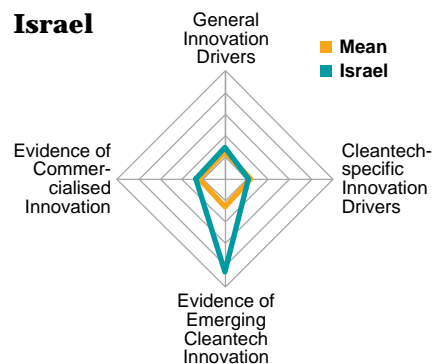 Israel
General
Innovation
Drivers
Mean
Israel
Evidence of
Commer-
cialised
Innovation
Cleantech-
specific
Innovation
Drivers
Evidence of
Emerging
Cleantech
Innovation